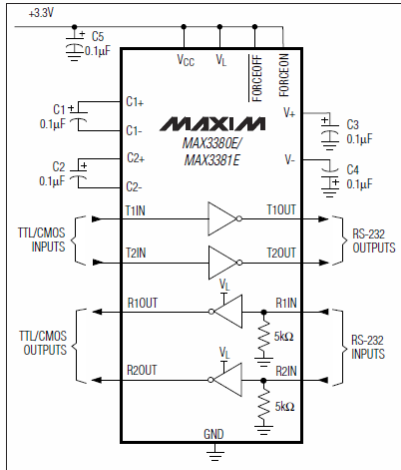 +3.3V
C5
0.1µF
VCC
VL
FORCEOFF
FORCEON
C1
0.1µF
C1+
C1-
MAXIM
MAX3380E/
MAX3381E
V+
C3
0.1µF
C2
0.1µF
C2+
C2-
V-
C4
0.1µF
TTL/CMOS
INPUTS
T1IN
T1OUT
T2IN
T2OUT
RS-232
OUTPUTS
TTL/CMOS
OUTPUTS
R1OUT
VL
R1IN
5kΩ
R2OUT
VL
R2IN
5kΩ
RS-232
INPUTS
GND